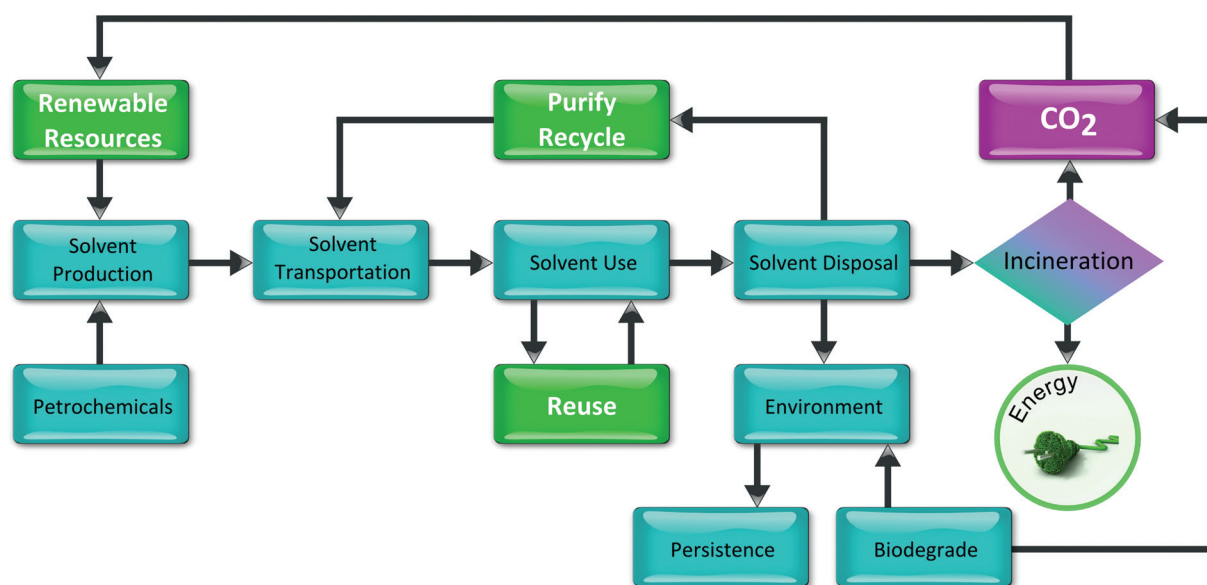 Renewable
Resources
Purify
Recycle
CO₂
Solvent
Production
Solvent
Transportation
Solvent Use
Solvent Disposal
Incineration
Petrochemicals
Reuse
Environment
Energy
Persistence
Biodegrade